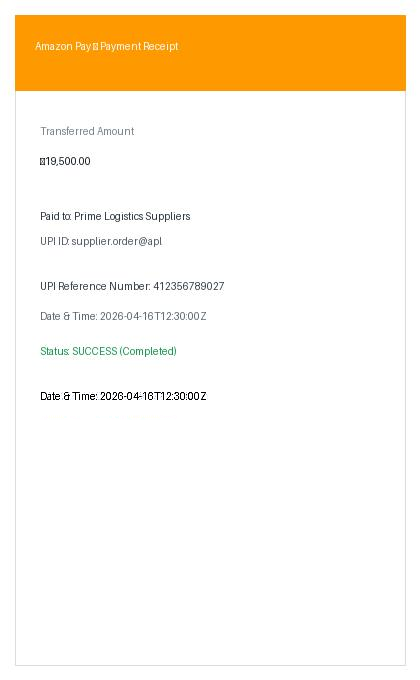 Amazon Pay▯Payment Receipt
Transferred Amount
▯19,500.00
Paid to: Prime Logistics Suppliers
UPI ID: supplier.order@apl
UPI Reference Number: 412356789027
Date & Time: 2026-04-16T12:30:00Z
Status: SUCCESS (Completed)
Date & Time: 2026-04-16T12:30:00Z